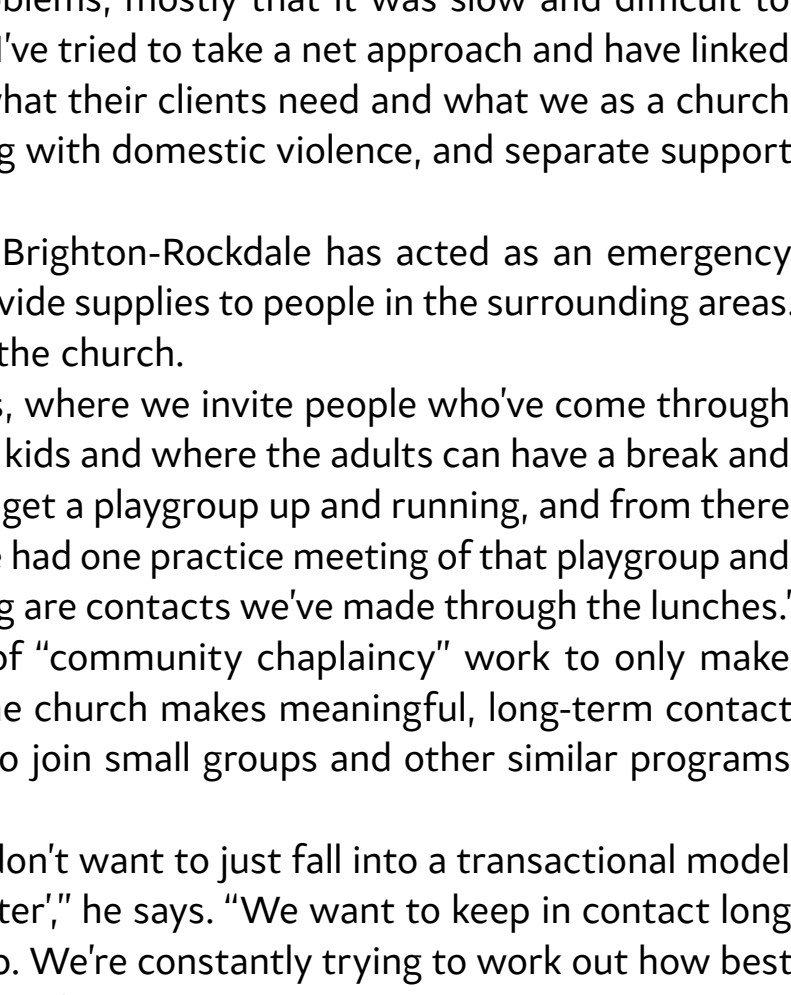 mostly that it was slow and difficult to
I've tried to take a net approach and have linked
what their clients need and what we as a church
with domestic violence, and separate support
Brighton-Rockdale has acted as an emergency
supplies to people in the surrounding areas.
the church.
where we invite people who've come through
kids and where the adults can have a break and
get a playgroup up and running, and from there
had one practice meeting of that playgroup and
are contacts we've made through the lunches.'
of “community chaplaincy” work to only make
church makes meaningful, long-term contact
join small groups and other similar programs
don't want to just fall into a transactional model
he says. “We want to keep in contact long
We're constantly trying to work out how best